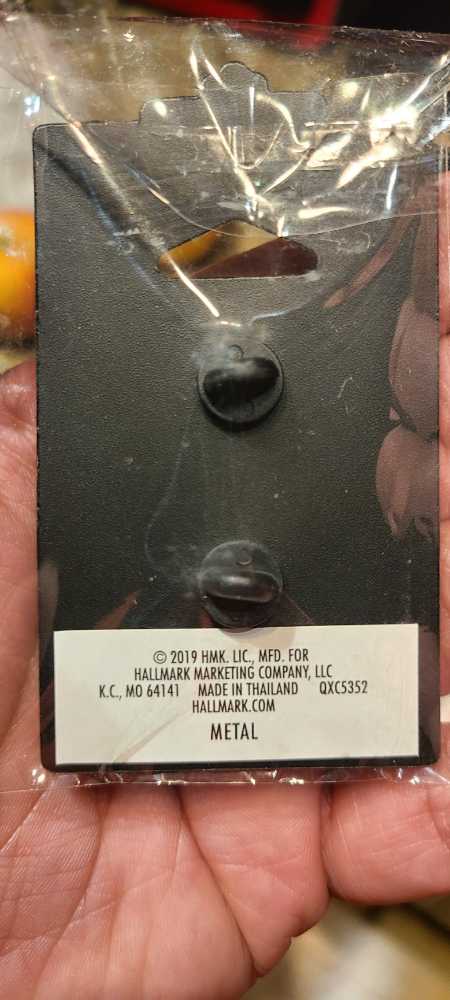 © 2019 HMK. LIC., MFD. FOR
HALLMARK MARKETING COMPANY, LLC
K.C., MO 64141 MADE IN THAILAND QXC5352
HALLMARK.COM
METAL